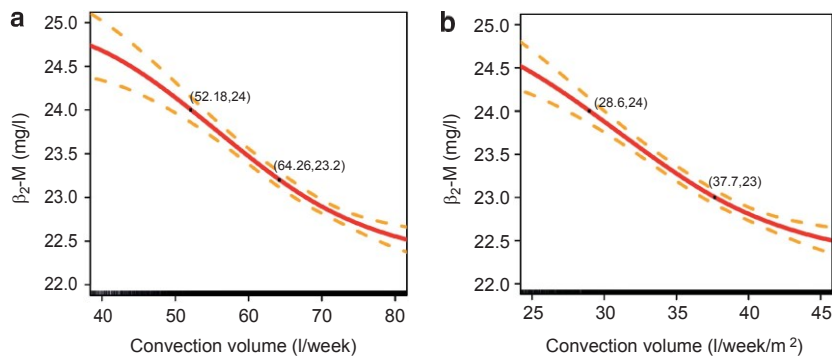 a
25.0
24.5
24.0
23.5
23.0
22.5
22.0
β₂-M (mg/l)
(52.18,24)
(64.26,23.2)
40 50 60 70 80
Convection volume (l/week)
b
25.0
24.5
24.0
23.5
23.0
22.5
22.0
β₂-M (mg/l)
(28.6,24)
(37.7,23)
25 30 35 40 45
Convection volume (l/week/m²)